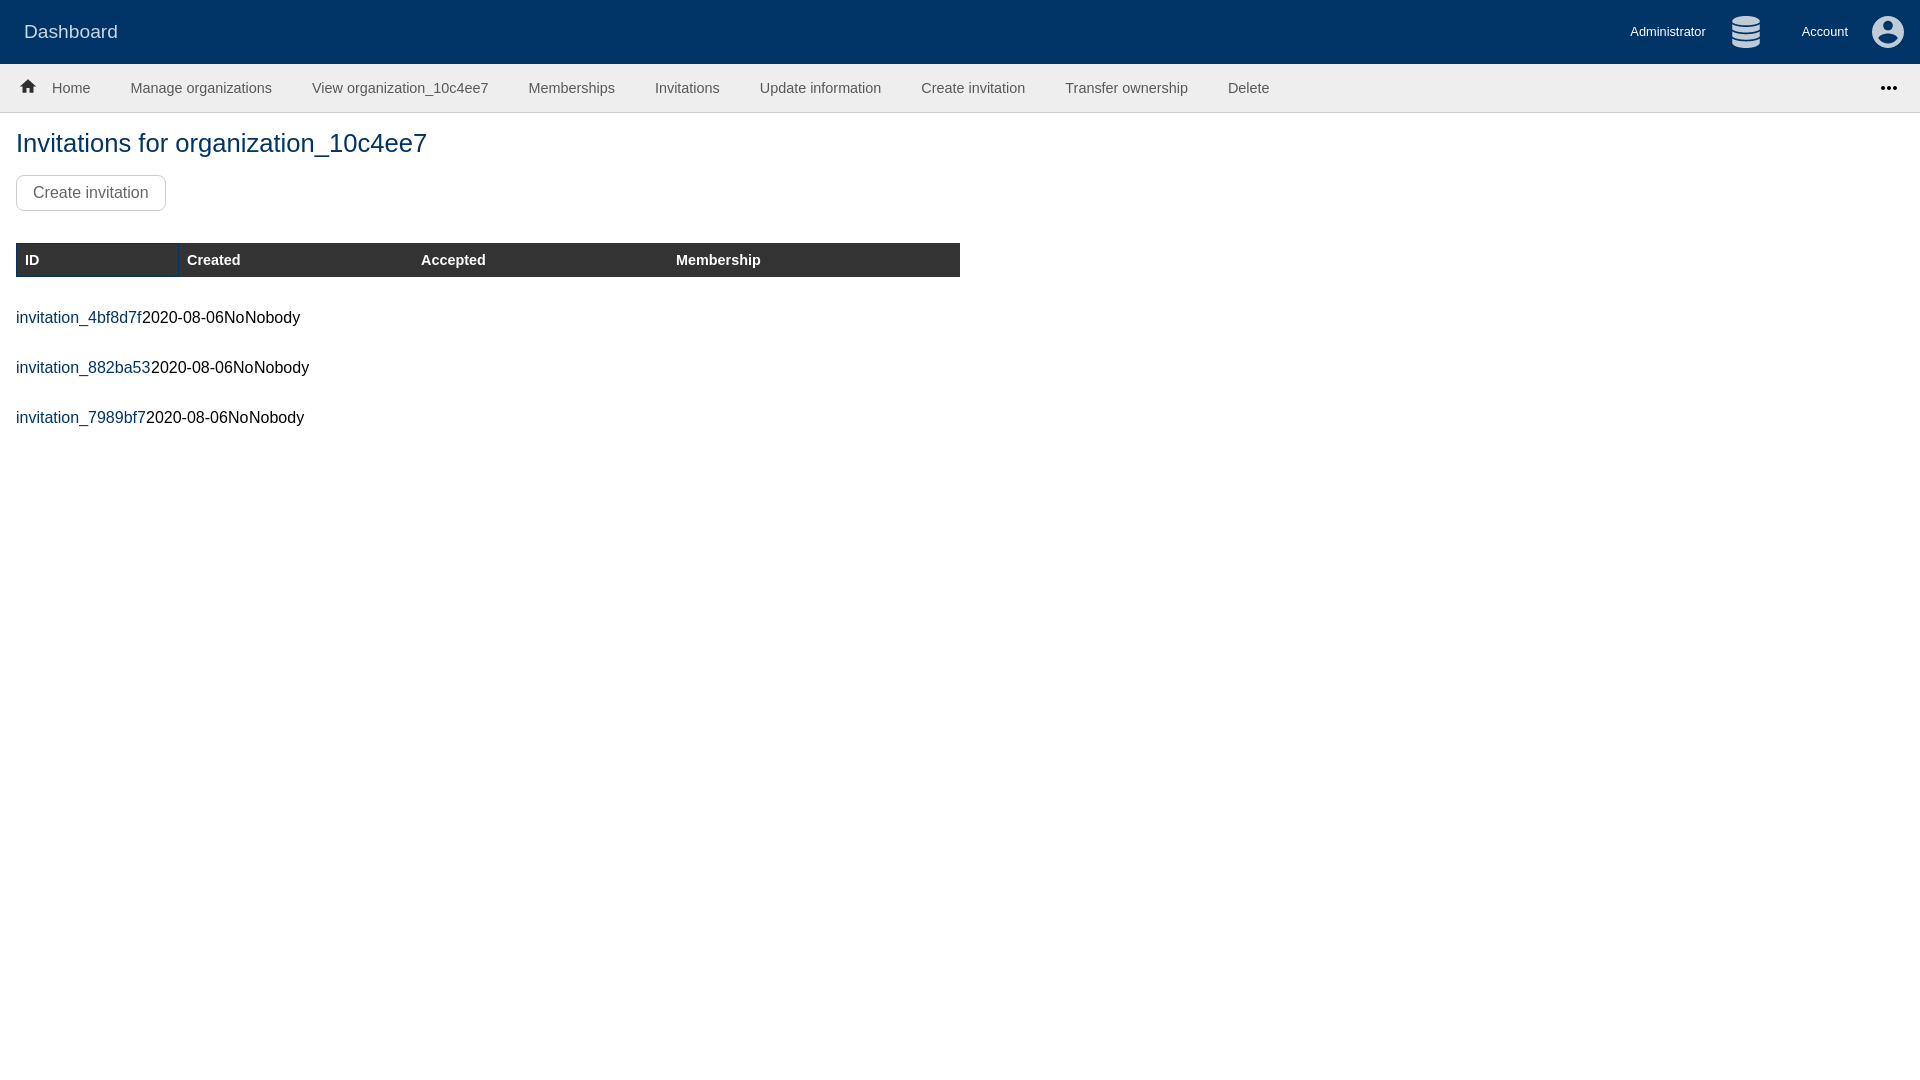 Dashboard Administrator Account
Home Manage organizations View organization_10c4ee7 Memberships Invitations Update information Create invitation Transfer ownership Delete
Invitations for organization_10c4ee7
Create invitation
ID Created Accepted Membership
invitation_4bf8d7f2020-08-06NoNobody
invitation_882ba532020-08-06NoNobody
invitation_7989bf72020-08-06NoNobody